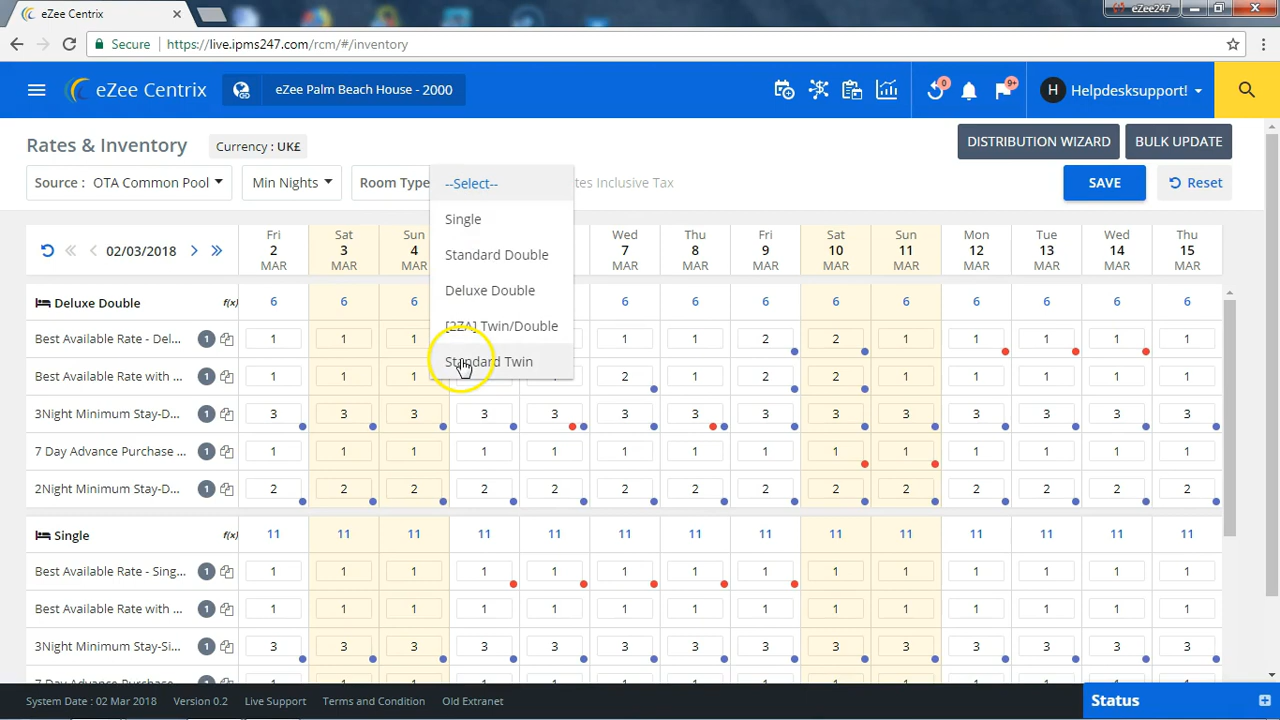 eZee Centrix
eZee247
Secure https://live.ipms247.com/rcm/#/inventory
eZee Centrix eZee Palm Beach House - 2000 0 9+ H Helpdesksupport!
Rates & Inventory Currency : UK£ DISTRIBUTION WIZARD BULK UPDATE
Source : OTA Common Pool Min Nights Room Type --Select-- tes Inclusive Tax SAVE Reset
Single
Standard Double
Deluxe Double
[2ZA] Twin/Double
Standard Twin
02/03/2018 Fri 2 MAR Sat 3 MAR Sun 4 MAR Wed 7 MAR Thu 8 MAR Fri 9 MAR Sat 10 MAR Sun 11 MAR Mon 12 MAR Tue 13 MAR Wed 14 MAR Thu 15 MAR
Deluxe Double f(x) 6 6 6 6 6 6 6 6 6 6 6 6
Best Available Rate - Del... 1 1 1 1 1 1 2 2 1 1 1 1 1
Best Available Rate with ... 1 1 1 1 2 1 2 2 1 1 1 1 1
3Night Minimum Stay-D... 1 3 3 3 3 3 3 3 3 3 3 3 3 3 3
7 Day Advance Purchase ... 1 1 1 1 1 1 1 1 1 1 1 1 1 1 1
2Night Minimum Stay-D... 1 2 2 2 2 2 2 2 2 2 2 2 2 2 2
Single f(x) 11 11 11 11 11 11 11 11 11 11 11 11 11 11
Best Available Rate - Sing... 1 1 1 1 1 1 1 1 1 1 1 1 1 1 1
Best Available Rate with ... 1 1 1 1 1 1 1 1 1 1 1 1 1 1 1
3Night Minimum Stay-Si... 1 3 3 3 3 3 3 3 3 3 3 3 3 3 3
System Date : 02 Mar 2018 Version 0.2 Live Support Terms and Condition Old Extranet Status